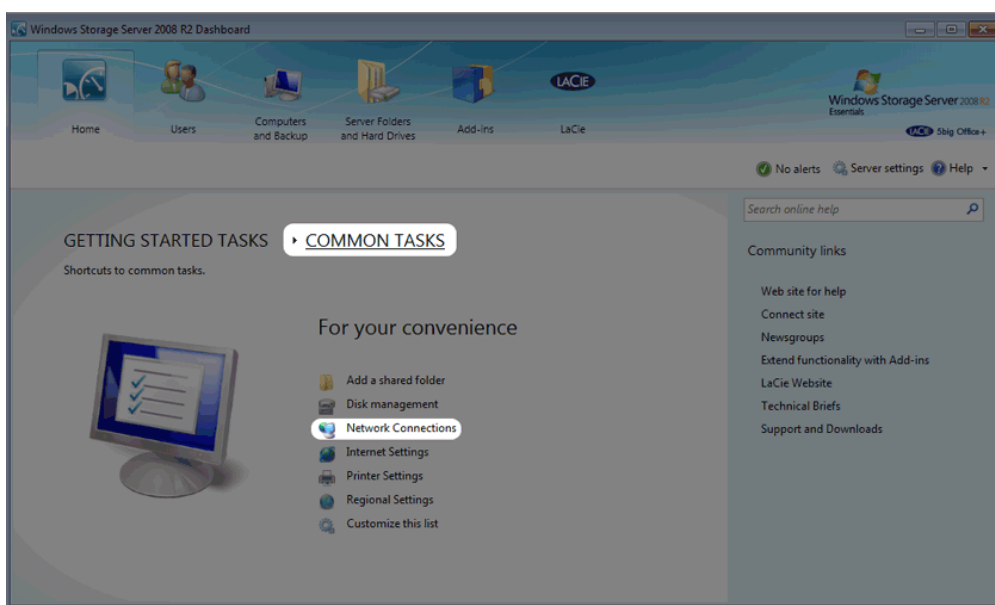 Windows Storage Server 2008 R2 Dashboard
Home
Users
Computers
and Backup
Server Folders
and Hard Drives
Add-ins
LACIE
LaCie
Windows Storage Server 2008 R2
Essentials
LACIE 5big Office+
No alerts
Server settings
Help
Search online help
GETTING STARTED TASKS
COMMON TASKS
Shortcuts to common tasks.
For your convenience
Add a shared folder
Disk management
Network Connections
Internet Settings
Printer Settings
Regional Settings
Customize this list
Community links
Web site for help
Connect site
Newsgroups
Extend functionality with Add-ins
LaCie Website
Technical Briefs
Support and Downloads